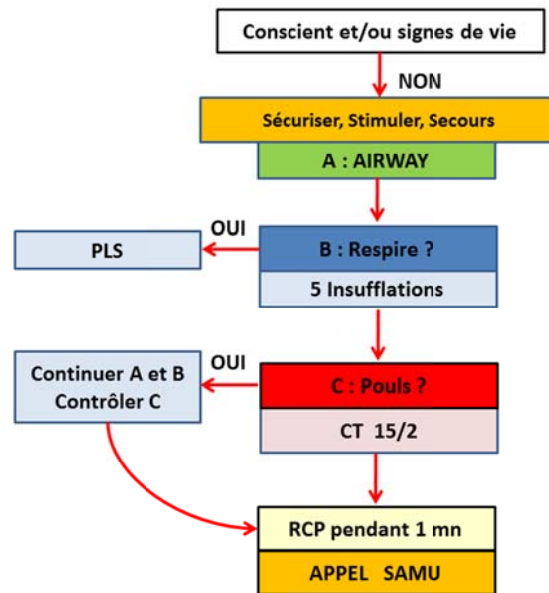 Conscient et/ou signes de vie
NON
Sécuriser, Stimuler, Secours
A : AIRWAY
OUI
PLS
B : Respire ?
5 Insufflations
OUI
Continuer A et B
Contrôler C
C : Pouls ?
CT 15/2
RCP pendant 1 mn
APPEL SAMU